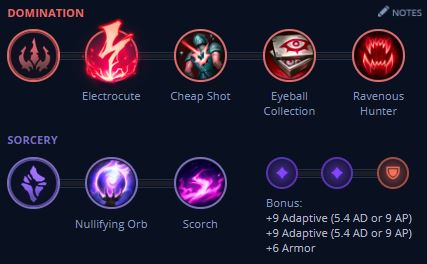 DOMINATION
NOTES
Electrocute
Cheap Shot
Eyeball
Collection
Ravenous
Hunter
SORCERY
Nullifying Orb
Scorch
Bonus:
+9 Adaptive (5.4 AD or 9 AP)
+9 Adaptive (5.4 AD or 9 AP)
+6 Armor